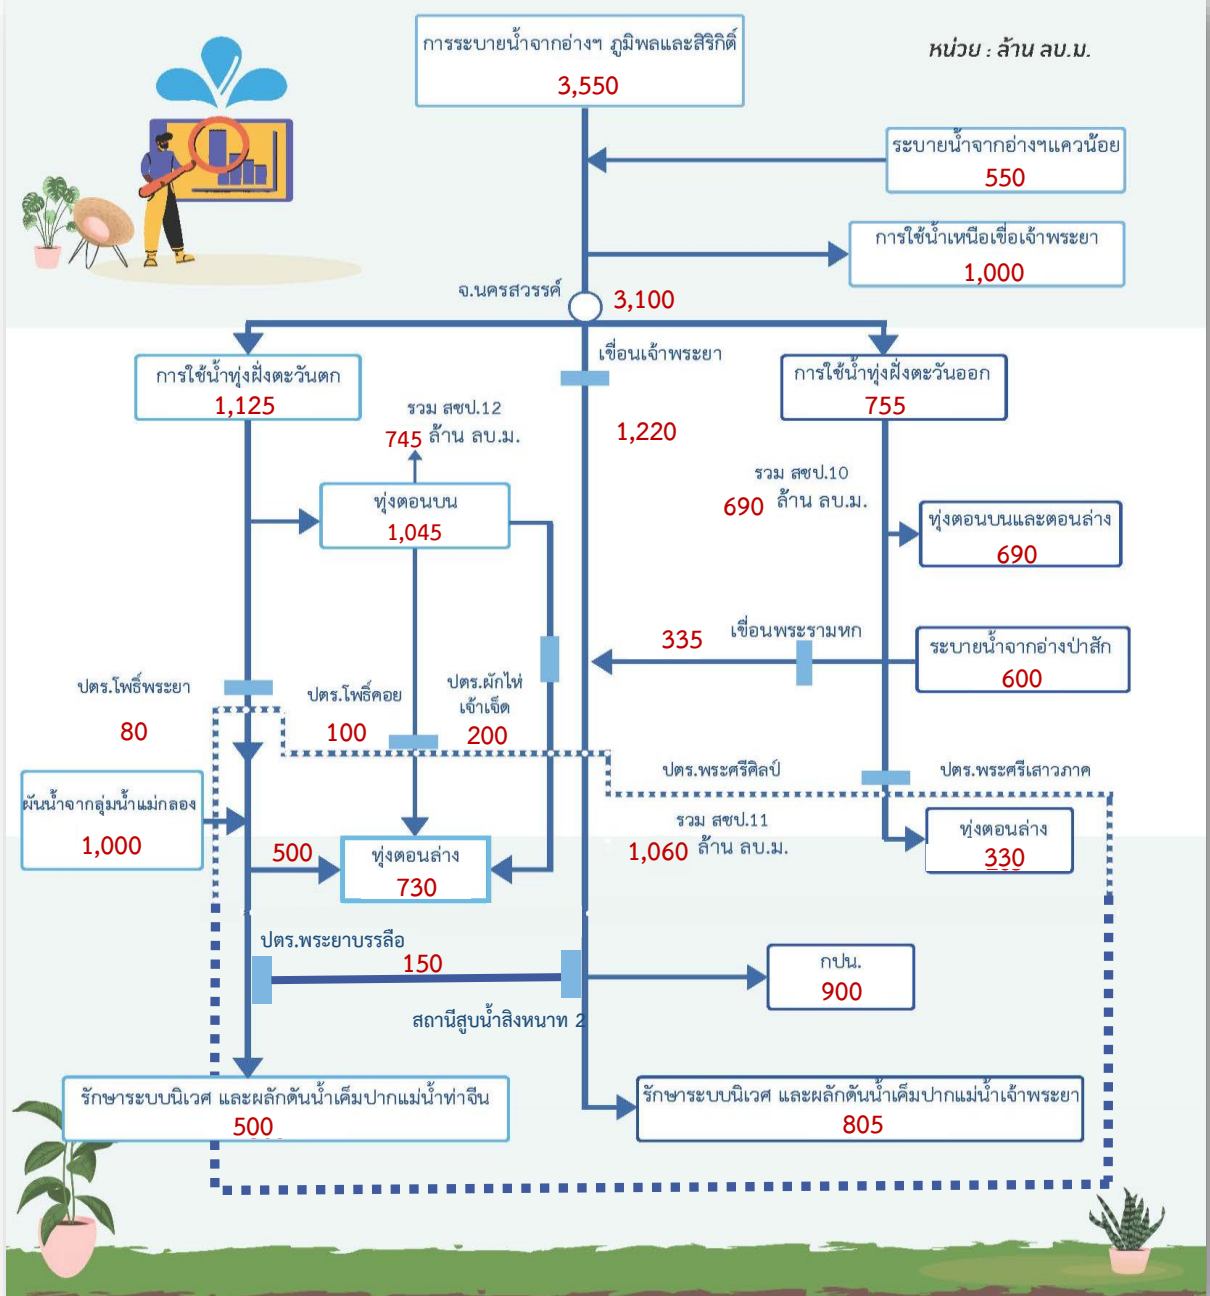 การระบายน้ำจากอ่างฯ ภูมิพลและสิริกิติ์
3,550
หน่วย : ล้าน ลบ.ม.
ระบายน้ำจากอ่างฯแควน้อย
550
การใช้น้ำเหนือเขื่อเจ้าพระยา
1,000
จ.นครสวรรค์
3,100
การใช้น้ำทุ่งฝั่งตะวันตก
1,125
เขื่อนเจ้าพระยา
1,220
การใช้น้ำทุ่งฝั่งตะวันออก
755
รวม สชป.12
745 ล้าน ลบ.ม.
ทุ่งตอนบน
1,045
รวม สชป.10
690 ล้าน ลบ.ม.
ทุ่งตอนบนและตอนล่าง
690
335
เขื่อนพระรามหก
ระบายน้ำจากอ่างป่าสัก
600
ปตร.โพธิ์พระยา
80
ปตร.โพธิ์คอย
100
ปตร.ผักไห่
เจ้าเจ็ด
200
ปตร.พระศรีศิลป์
ปตร.พระศรีเสาวภาค
ผันน้ำจากลุ่มน้ำแม่กลอง
1,000
500
ทุ่งตอนล่าง
730
รวม สชป.11
1,060 ล้าน ลบ.ม.
ทุ่งตอนล่าง
330
ปตร.พระยาบรรลือ
150
สถานีสูบน้ำสิงหนาท 2
กปน.
900
รักษาระบบนิเวศ และผลักดันน้ำเค็มปากแม่น้ำท่าจีน
500
รักษาระบบนิเวศ และผลักดันน้ำเค็มปากแม่น้ำเจ้าพระยา
805